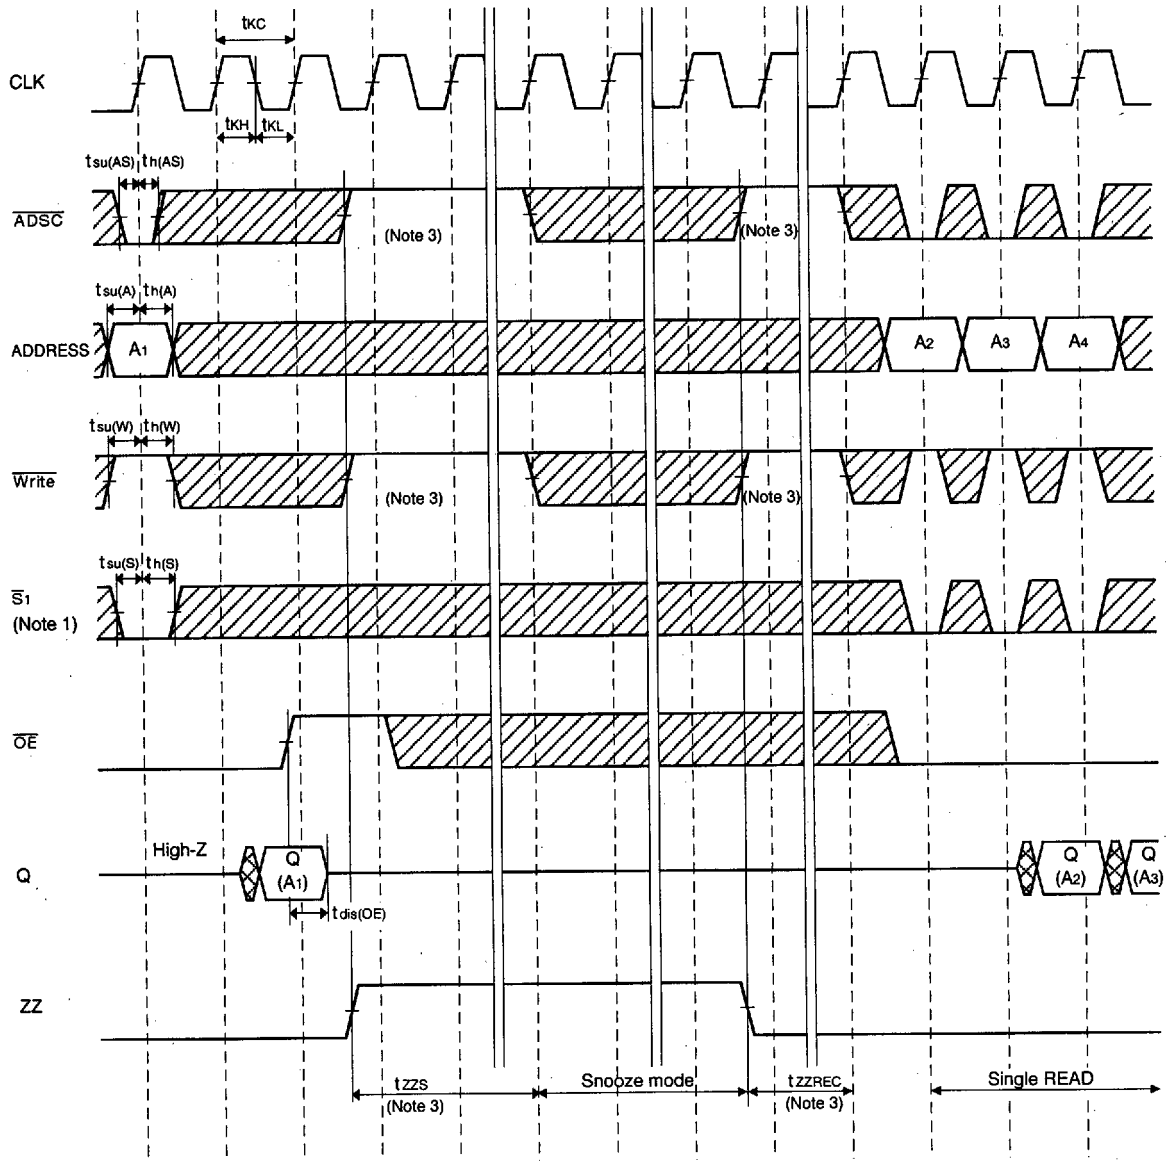 tKC
CLK
tKH tKL
tsu(AS) th(AS)
ADSC
(Note 3) (Note 3)
tsu(A) th(A)
ADDRESS A1 A2 A3 A4
tsu(W) th(W)
Write
(Note 3) (Note 3)
tsu(S) th(S)
S1
(Note 1)
OE
High-Z
Q Q Q Q
(A1) (A2) (A3)
tdis(OE)
ZZ
tZZS Snooze mode tZZREC Single READ
(Note 3) (Note 3)